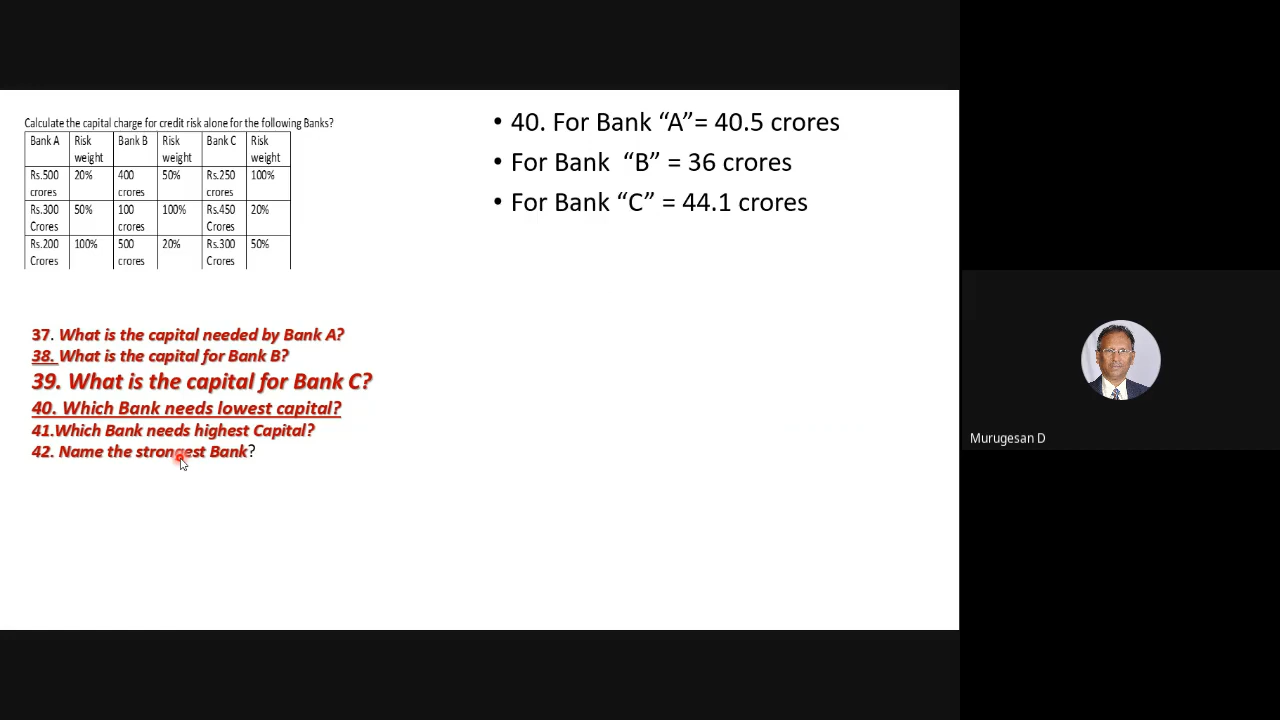 Calculate the capital charge for credit risk alone for the following Banks?
Bank A Risk weight Bank B Risk weight Bank C Risk weight
Rs.500 crores 20% 400 crores 50% Rs.250 crores 100%
Rs.300 Crores 50% 100 crores 100% Rs.450 Crores 20%
Rs.200 Crores 100% 500 crores 20% Rs.300 Crores 50%
37. What is the capital needed by Bank A?
38. What is the capital for Bank B?
39. What is the capital for Bank C?
40. Which Bank needs lowest capital?
41.Which Bank needs highest Capital?
42. Name the strongest Bank?
• 40. For Bank “A”= 40.5 crores
• For Bank “B” = 36 crores
• For Bank “C” = 44.1 crores
Murugesan D